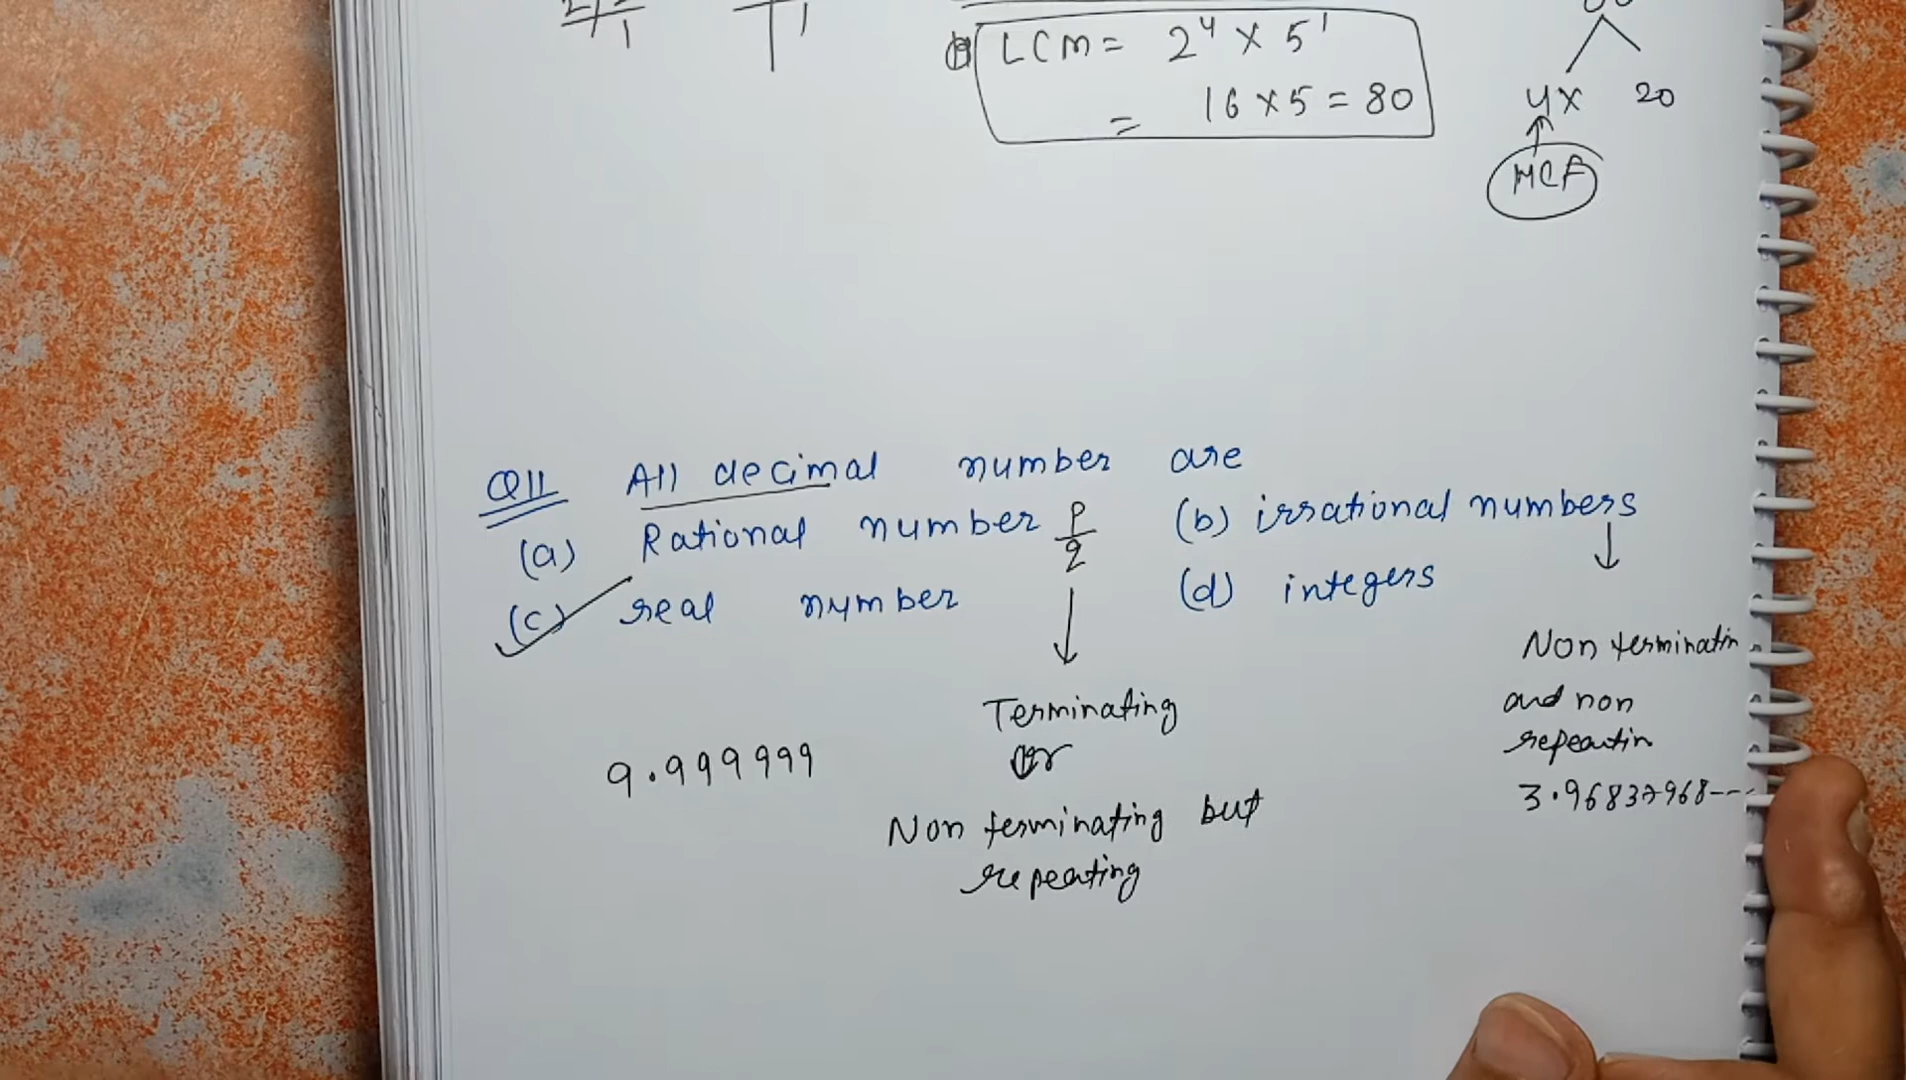 LCM = 2⁴ × 5¹
= 16 × 5 = 80
4× 20
HCF
Q11 All decimal number are
(a) Rational number p/q (b) irrational numbers
(c) real number (d) integers
Non terminatin
and non
repeatin
3.96837968---
Terminating
or
Non terminating but
repeating
9.999999